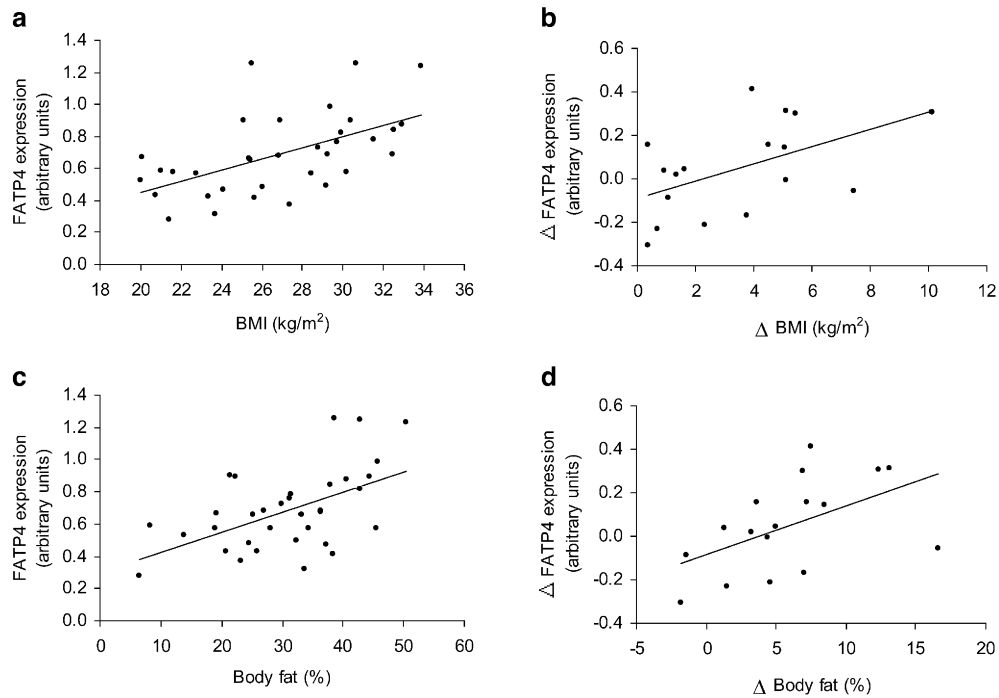 a
FATP4 expression
(arbitrary units)
1.4
1.2
1.0
0.8
0.6
0.4
0.2
0.0
18 20 22 24 26 28 30 32 34 36
BMI (kg/m²)
b
Δ FATP4 expression
(arbitrary units)
0.6
0.4
0.2
0.0
-0.2
-0.4
0 2 4 6 8 10 12
Δ BMI (kg/m²)
c
FATP4 expression
(arbitrary units)
1.4
1.2
1.0
0.8
0.6
0.4
0.2
0.0
0 10 20 30 40 50 60
Body fat (%)
d
Δ FATP4 expression
(arbitrary units)
0.6
0.4
0.2
0.0
-0.2
-0.4
-5 0 5 10 15 20
Δ Body fat (%)